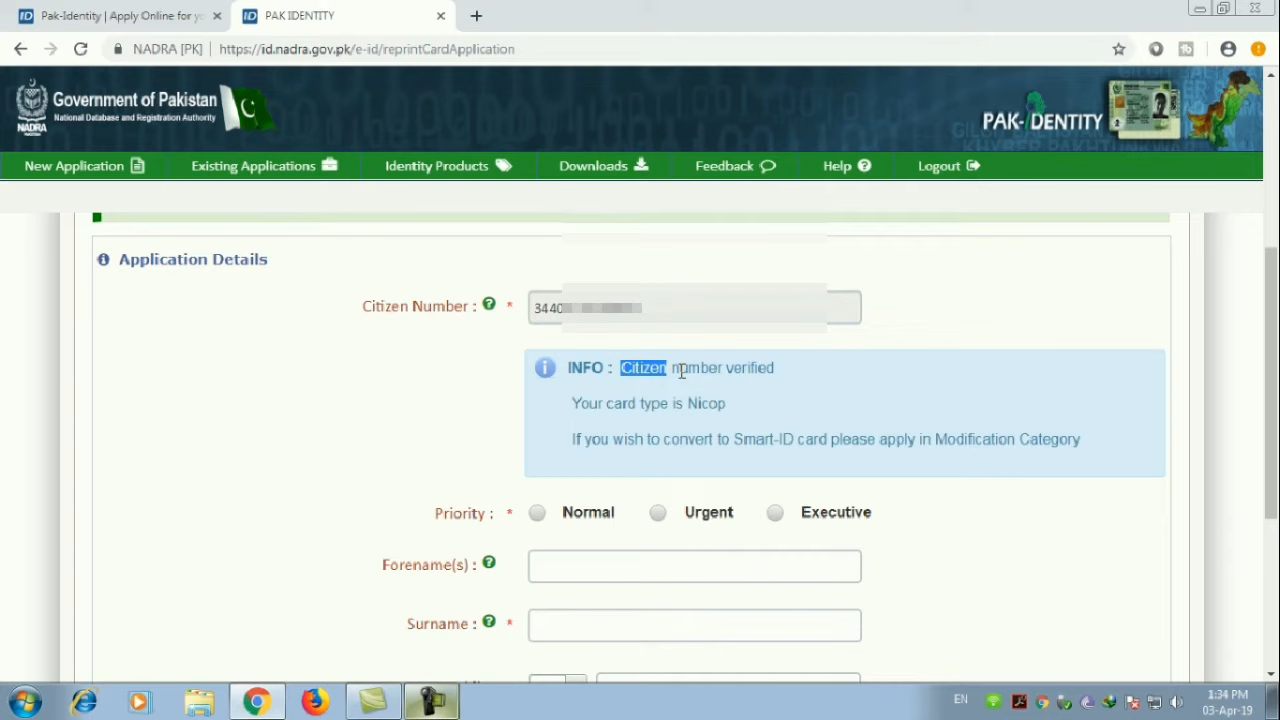 Pak-Identity | Apply Online for yo
PAK IDENTITY
NADRA [PK] | https://id.nadra.gov.pk/e-id/reprintCardApplication
Government of Pakistan
National Database and Registration Authority
NADRA
PAK-IDENTITY
New Application
Existing Applications
Identity Products
Downloads
Feedback
Help
Logout
Application Details
Citizen Number : ? *
3440
INFO : Citizen number verified
Your card type is Nicop
If you wish to convert to Smart-ID card please apply in Modification Category
Priority : * Normal Urgent Executive
Forename(s) : ?
Surname : ? *
EN
1:34 PM
03-Apr-19